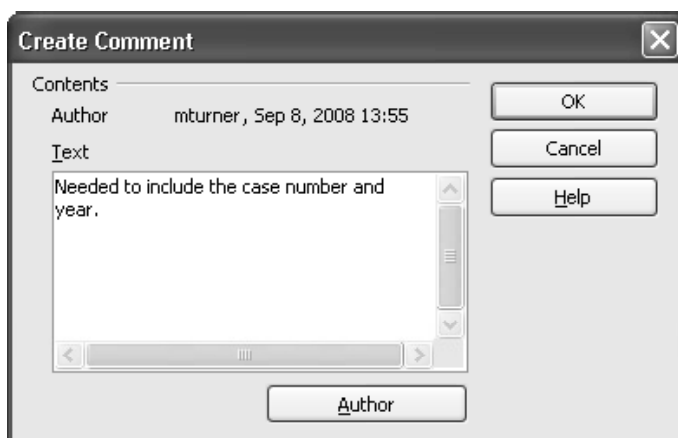 Create Comment
Contents
Author mturner, Sep 8, 2008 13:55
Text
Needed to include the case number and
year.
OK
Cancel
Help
Author